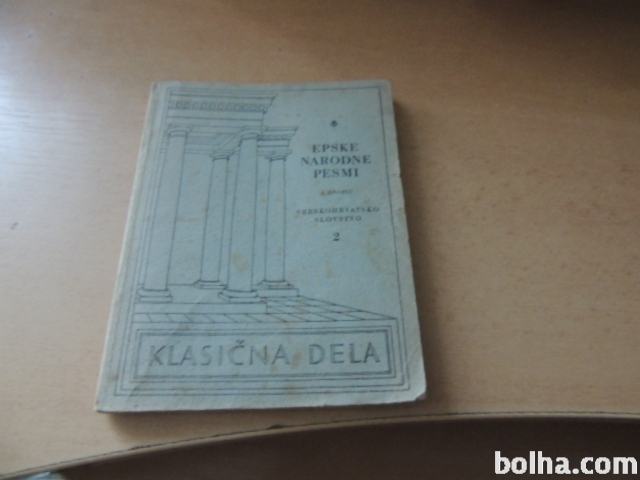 EPSKE
NARODNE
PESMI
SRBSKOHRVATSKO
SLOVSTVO
2
KLASIČNA DELA
bolha.com